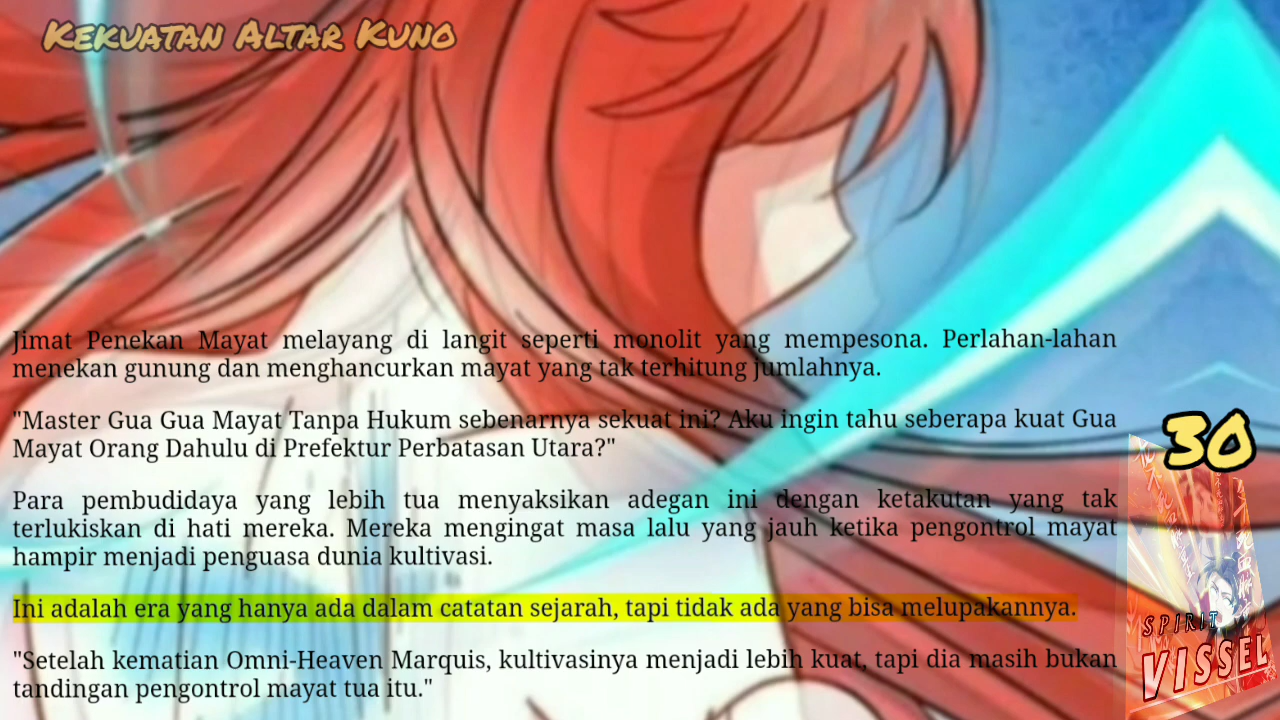 Kekuatan Altar Kuno
Jimat Penekan Mayat melayang di langit seperti monolit yang mempesona. Perlahan-lahan
menekan gunung dan menghancurkan mayat yang tak terhitung jumlahnya.
"Master Gua Gua Mayat Tanpa Hukum sebenarnya sekuat ini? Aku ingin tahu seberapa kuat Gua
Mayat Orang Dahulu di Prefektur Perbatasan Utara?"
Para pembudidaya yang lebih tua menyaksikan adegan ini dengan ketakutan yang tak
terlukiskan di hati mereka. Mereka mengingat masa lalu yang jauh ketika pengontrol mayat
hampir menjadi penguasa dunia kultivasi.
Ini adalah era yang hanya ada dalam catatan sejarah, tapi tidak ada yang bisa melupakannya.
"Setelah kematian Omni-Heaven Marquis, kultivasinya menjadi lebih kuat, tapi dia masih bukan
tandingan pengontrol mayat tua itu."
30
SPIRIT
VISSEL